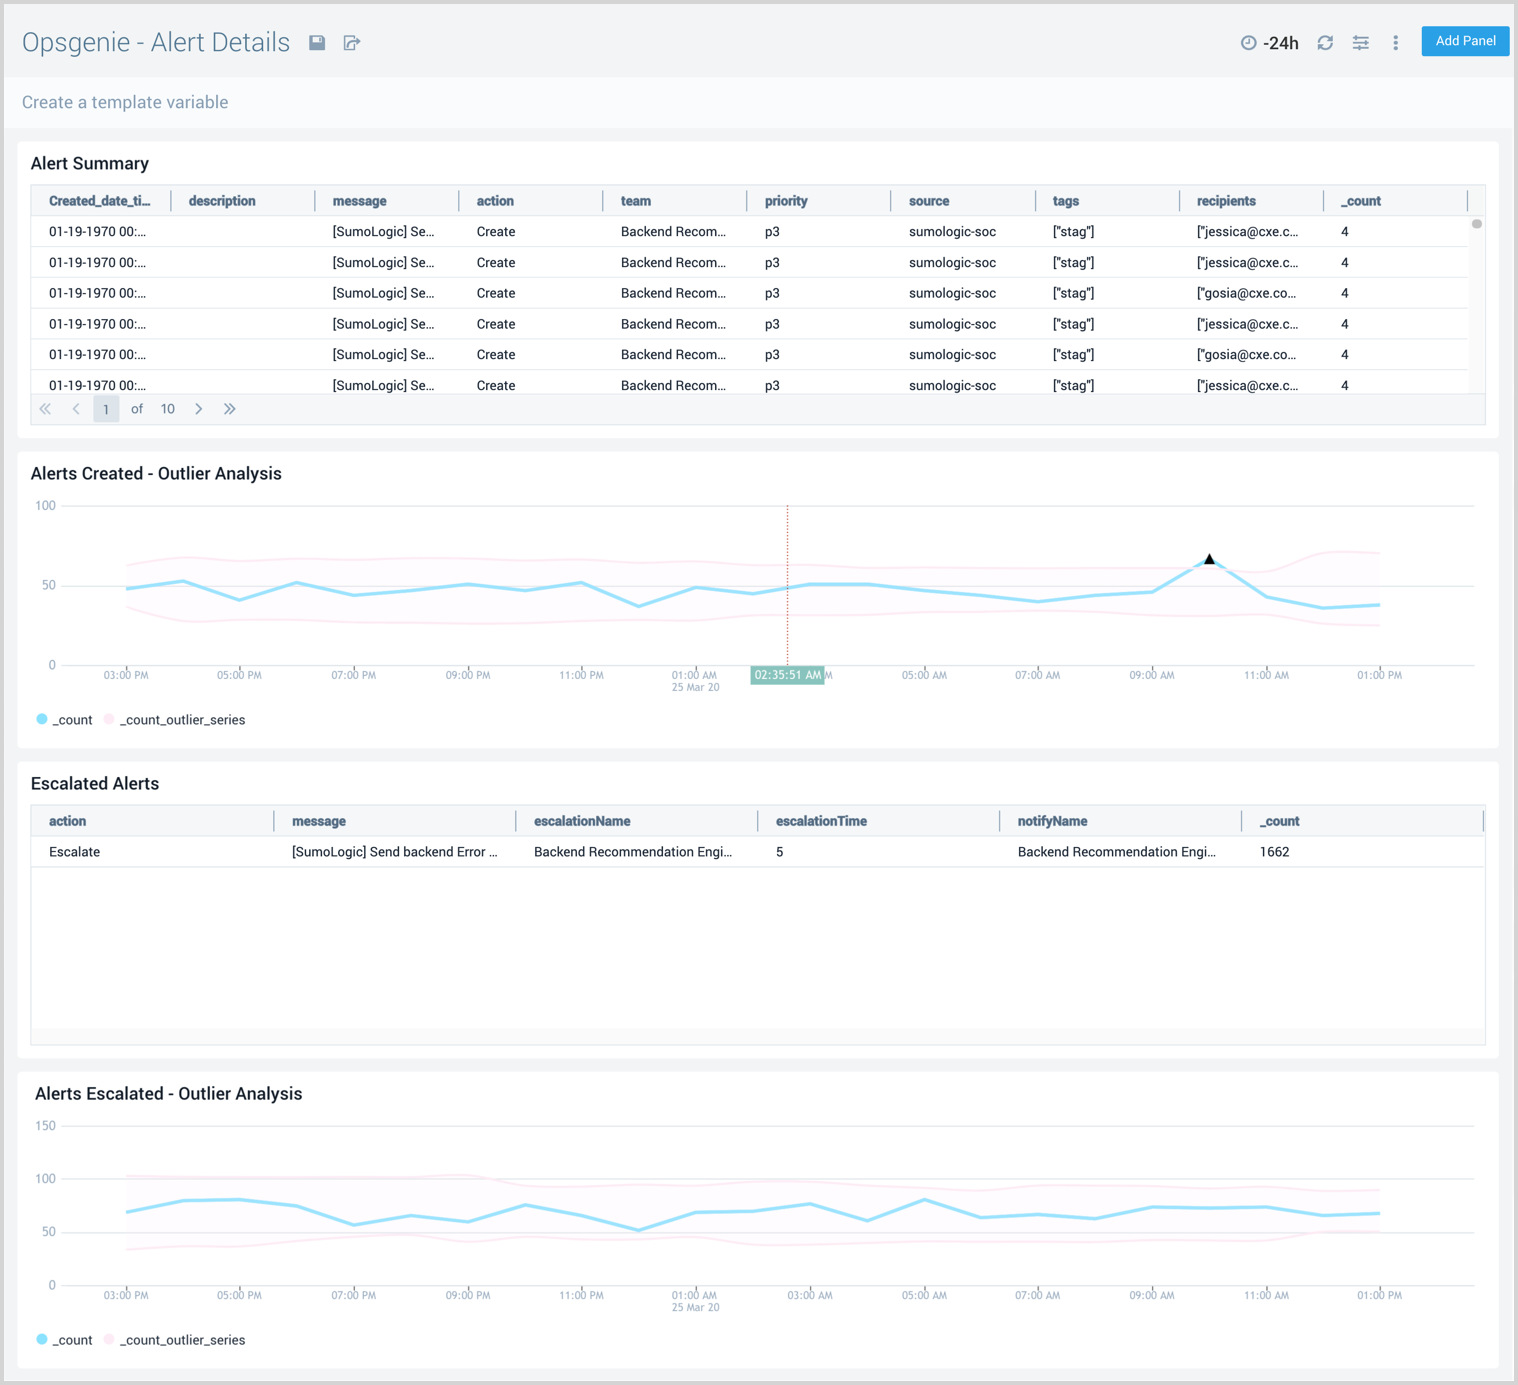 Opsgenie - Alert Details
-24h
Add Panel
Create a template variable
Alert Summary
Created_date_ti... description message action team priority source tags recipients _count
01-19-1970 00:... [SumoLogic] Se... Create Backend Recom... p3 sumologic-soc ["stag"] ["jessica@cxe.c... 4
01-19-1970 00:... [SumoLogic] Se... Create Backend Recom... p3 sumologic-soc ["stag"] ["jessica@cxe.c... 4
01-19-1970 00:... [SumoLogic] Se... Create Backend Recom... p3 sumologic-soc ["stag"] ["gosia@cxe.co... 4
01-19-1970 00:... [SumoLogic] Se... Create Backend Recom... p3 sumologic-soc ["stag"] ["jessica@cxe.c... 4
01-19-1970 00:... [SumoLogic] Se... Create Backend Recom... p3 sumologic-soc ["stag"] ["gosia@cxe.co... 4
01-19-1970 00:... [SumoLogic] Se... Create Backend Recom... p3 sumologic-soc ["stag"] ["jessica@cxe.c... 4
1 of 10
Alerts Created - Outlier Analysis
100
50
0
03:00 PM 05:00 PM 07:00 PM 09:00 PM 11:00 PM 01:00 AM 02:35:51 AM M 05:00 AM 07:00 AM 09:00 AM 11:00 AM 01:00 PM
25 Mar 20
_count _count_outlier_series
Escalated Alerts
action message escalationName escalationTime notifyName _count
Escalate [SumoLogic] Send backend Error ... Backend Recommendation Engi... 5 Backend Recommendation Engi... 1662
Alerts Escalated - Outlier Analysis
150
100
50
0
03:00 PM 05:00 PM 07:00 PM 09:00 PM 11:00 PM 01:00 AM 03:00 AM 05:00 AM 07:00 AM 09:00 AM 11:00 AM 01:00 PM
25 Mar 20
_count _count_outlier_series